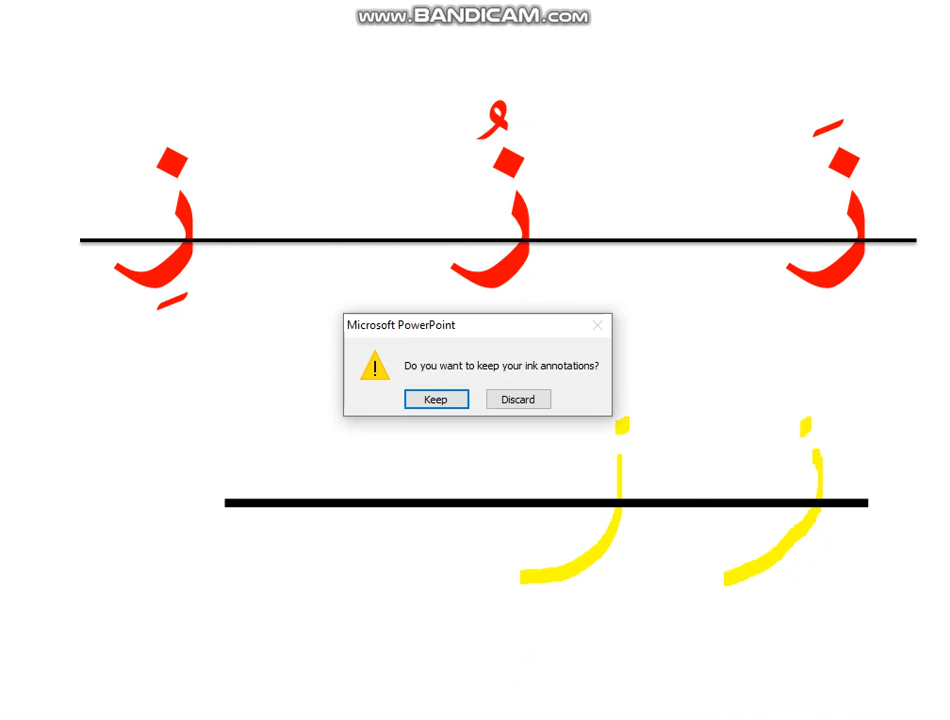 www.BANDICAM.com
زَ زُ زِ
Microsoft PowerPoint
Do you want to keep your ink annotations?
Keep Discard
ز ز